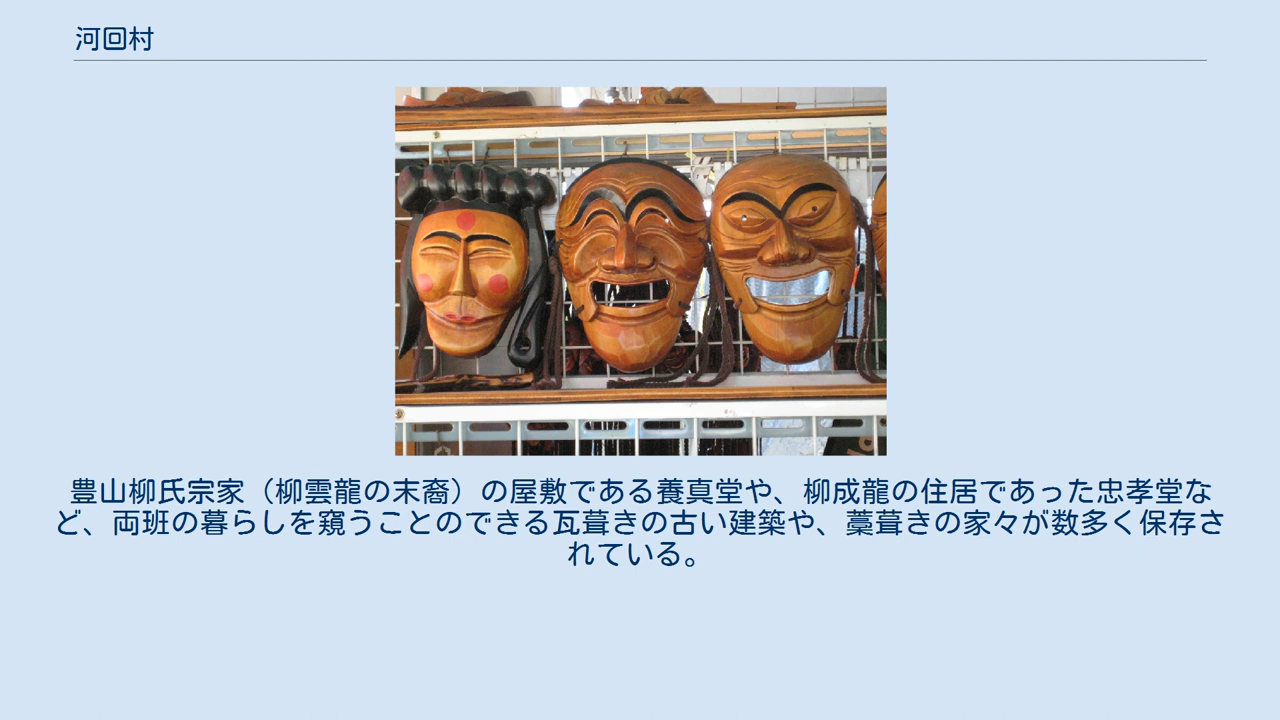 河回村
豊山柳氏宗家（柳雲龍の末裔）の屋敷である養真堂や、柳成龍の住居であった忠孝堂な
ど、両班の暮らしを窺うことのできる瓦葺きの古い建築や、藁葺きの家々が数多く保存さ
れている。